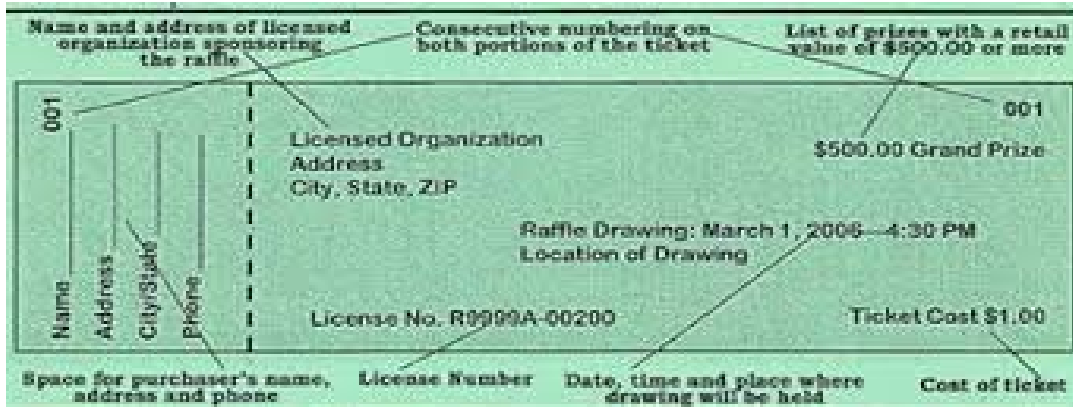 Name and address of licensed
organization sponsoring
the raffle
Consecutive numbering on
both portions of the ticket
List of prizes with a retail
value of $500.00 or more
001
Name
Address
City/State
Phone
001
Licensed Organization
Address
City, State, ZIP
$500.00 Grand Prize
Raffle Drawing: March 1, 2006—4:30 PM
Location of Drawing
License No. R9999A-00200
Ticket Cost $1.00
Space for purchaser's name,
address and phone
License Number
Date, time and place where
drawing will be held
Cost of ticket